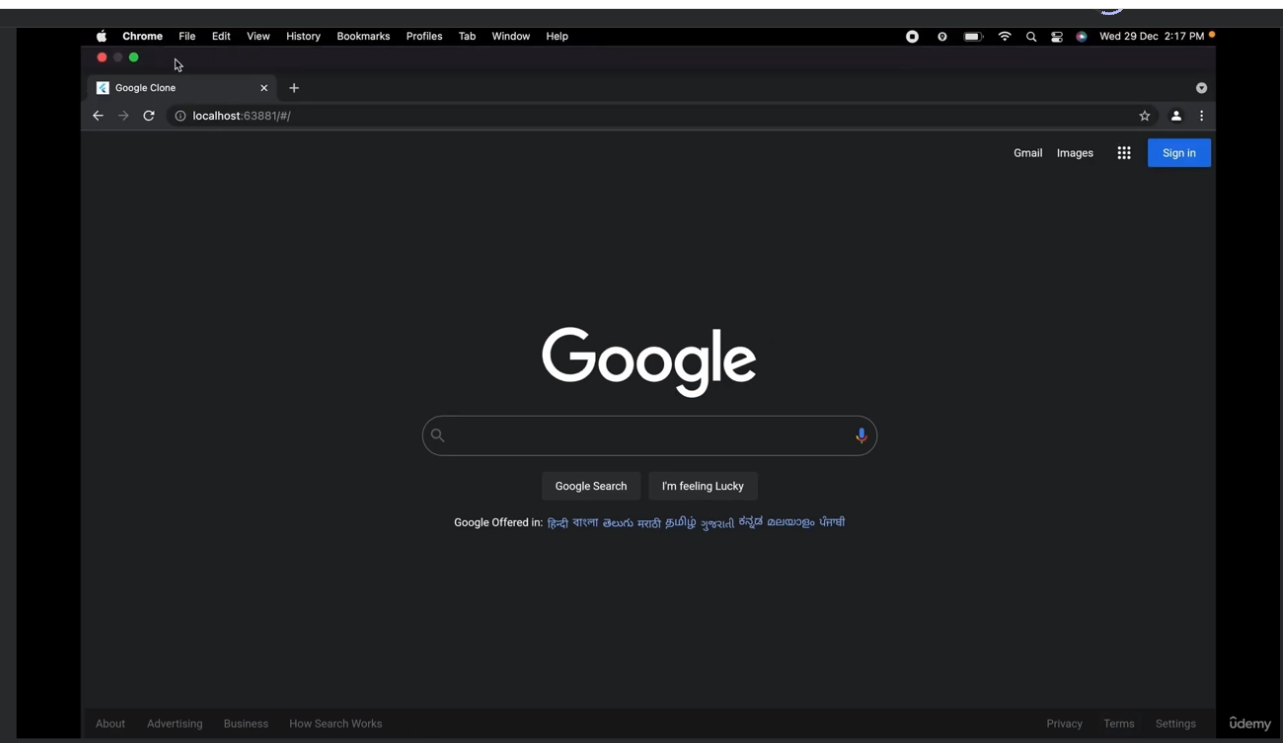 Chrome File Edit View History Bookmarks Profiles Tab Window Help Wed 29 Dec 2:17 PM
Google Clone
localhost:63881/#/
Gmail Images Sign in
Google
Google Search I'm feeling Lucky
Google Offered in: हिन्दी বাংলা తెలుగు मराठी தமிழ் ગુજરાતી ಕನ್ನಡ മലയാളം ਪੰਜਾਬੀ
About Advertising Business How Search Works Privacy Terms Settings
ûdemy